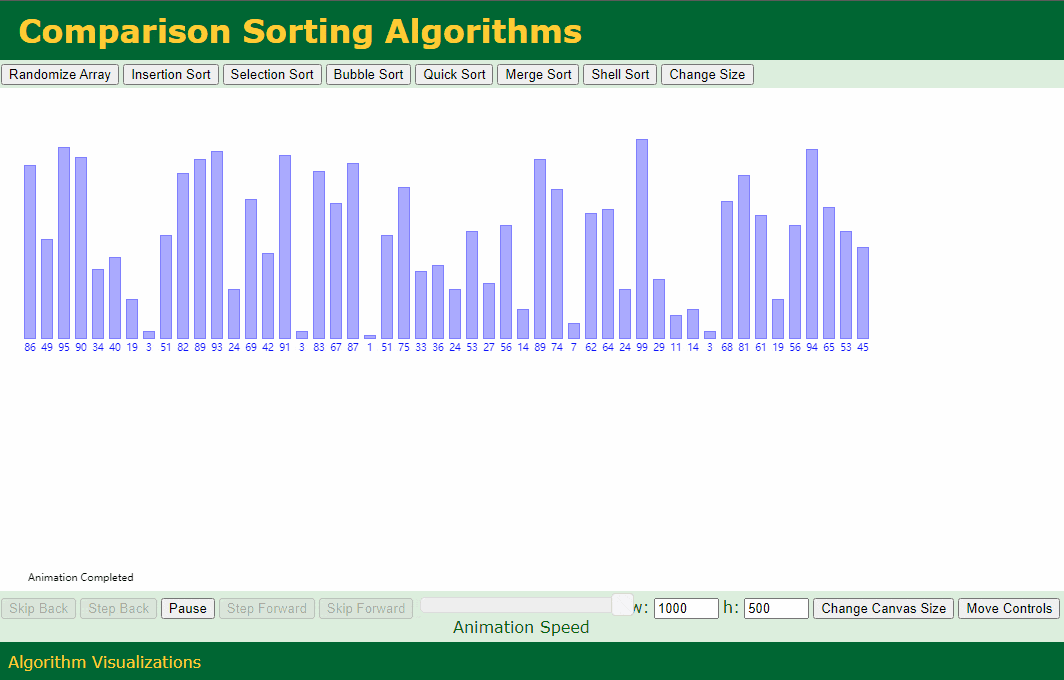 Comparison Sorting Algorithms
Randomize Array Insertion Sort Selection Sort Bubble Sort Quick Sort Merge Sort Shell Sort Change Size
86 49 95 90 34 40 19 3 51 82 89 93 24 69 42 91 3 83 67 87 1 51 75 33 36 24 53 27 56 14 89 74 7 62 64 24 99 29 11 14 3 68 81 61 19 56 94 65 53 45
Animation Completed
Skip Back Step Back Pause Step Forward Skip Forward w: 1000 h: 500 Change Canvas Size Move Controls
Animation Speed
Algorithm Visualizations